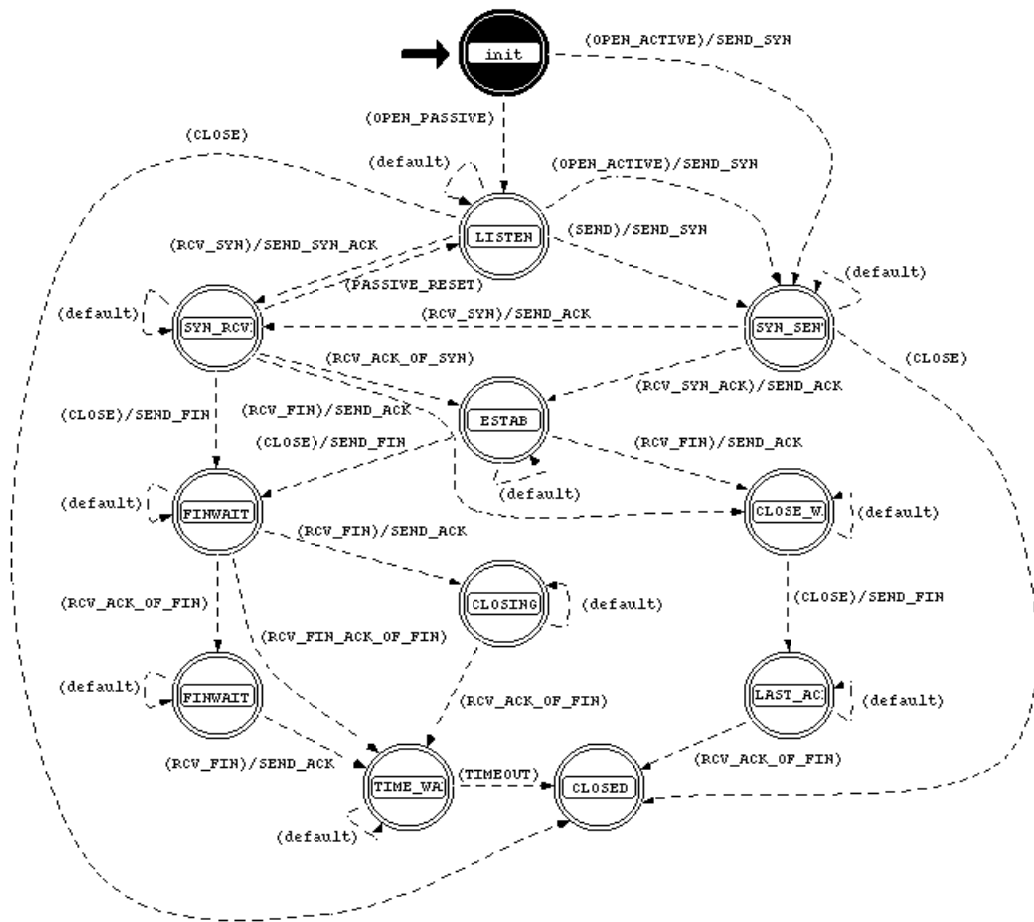 (OPEN_ACTIVE)/SEND_SYN
init
(OPEN_PASSIVE)
(CLOSE)
(default)
(OPEN_ACTIVE)/SEND_SYN
LISTEN
(SEND)/SEND_SYN
(RCV_SYN)/SEND_SYN_ACK
(default)
(PASSIVE_RESET)
(default)
(RCV_SYN)/SEND_ACK
SYN_RCV
SYN_SENT
(RCV_ACK_OF_SYN)
(CLOSE)
(RCV_SYN_ACK)/SEND_ACK
(CLOSE)/SEND_FIN
(RCV_FIN)/SEND_ACK
ESTAB
(CLOSE)/SEND_FIN
(RCV_FIN)/SEND_ACK
(default)
(default)
FINWAIT
CLOSE_WA
(default)
(RCV_FIN)/SEND_ACK
(CLOSE)/SEND_FIN
CLOSING
(default)
(RCV_ACK_OF_FIN)
(RCV_FIN_ACK_OF_FIN)
(default)
FINWAIT
LAST_AC
(default)
(RCV_ACK_OF_FIN)
(RCV_ACK_OF_FIN)
(RCV_FIN)/SEND_ACK
(TIMEOUT)
TIME_WA
CLOSED
(default)